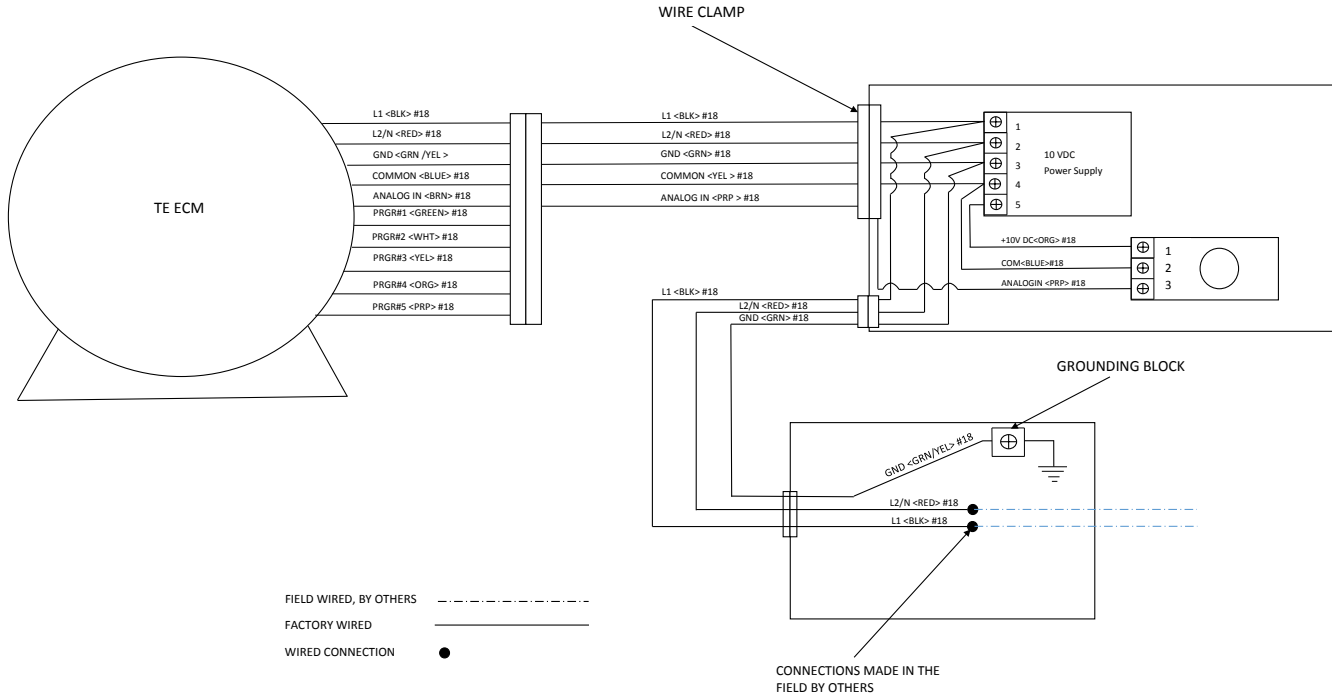 WIRE CLAMP
TE ECM
L1 <BLK> #18
L2/N <RED> #18
GND <GRN /YEL >
COMMON <BLUE> #18
ANALOG IN <BRN> #18
PRGR#1 <GREEN> #18
PRGR#2 <WHT> #18
PRGR#3 <YEL> #18
PRGR#4 <ORG> #18
PRGR#5 <PRP> #18
L1 <BLK> #18
L2/N <RED> #18
GND <GRN> #18
COMMON <YEL > #18
ANALOG IN <PRP > #18
1
2
3
4
5
10 VDC
Power Supply
+10V DC<ORG> #18
COM<BLUE>#18
ANALOGIN <PRP> #18
1
2
3
L1 <BLK> #18
L2/N <RED> #18
GND <GRN> #18
GROUNDING BLOCK
GND <GRN/YEL> #18
L2/N <RED> #18
L1 <BLK> #18
FIELD WIRED, BY OTHERS
FACTORY WIRED
WIRED CONNECTION
CONNECTIONS MADE IN THE
FIELD BY OTHERS